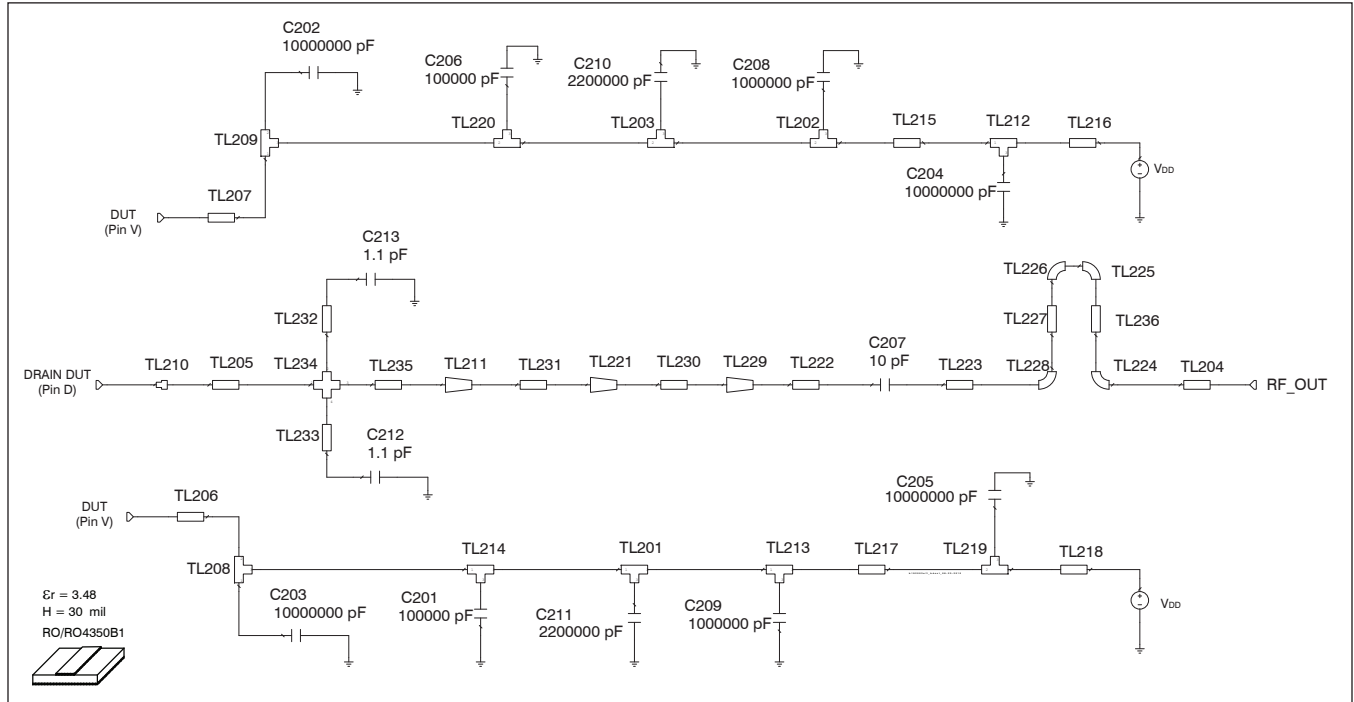 C202
10000000 pF
C206
100000 pF
C210
2200000 pF
C208
1000000 pF
TL209
TL220
TL203
TL202
TL215
TL212
TL216
C204
10000000 pF
VDD
TL207
DUT
(Pin V)
C213
1.1 pF
TL226
TL225
TL232
TL227
TL236
DRAIN DUT
(Pin D)
TL210
TL205
TL234
TL235
TL211
TL231
TL221
TL230
TL229
TL222
C207
10 pF
TL223
TL228
TL224
TL204
RF_OUT
TL233
C212
1.1 pF
DUT
(Pin V)
TL206
C205
10000000 pF
TL208
TL214
TL201
TL213
TL217
TL219
TL218
C203
10000000 pF
C201
100000 pF
C211
2200000 pF
C209
1000000 pF
VDD
Ɛr = 3.48
H = 30 mil
RO/RO4350B1